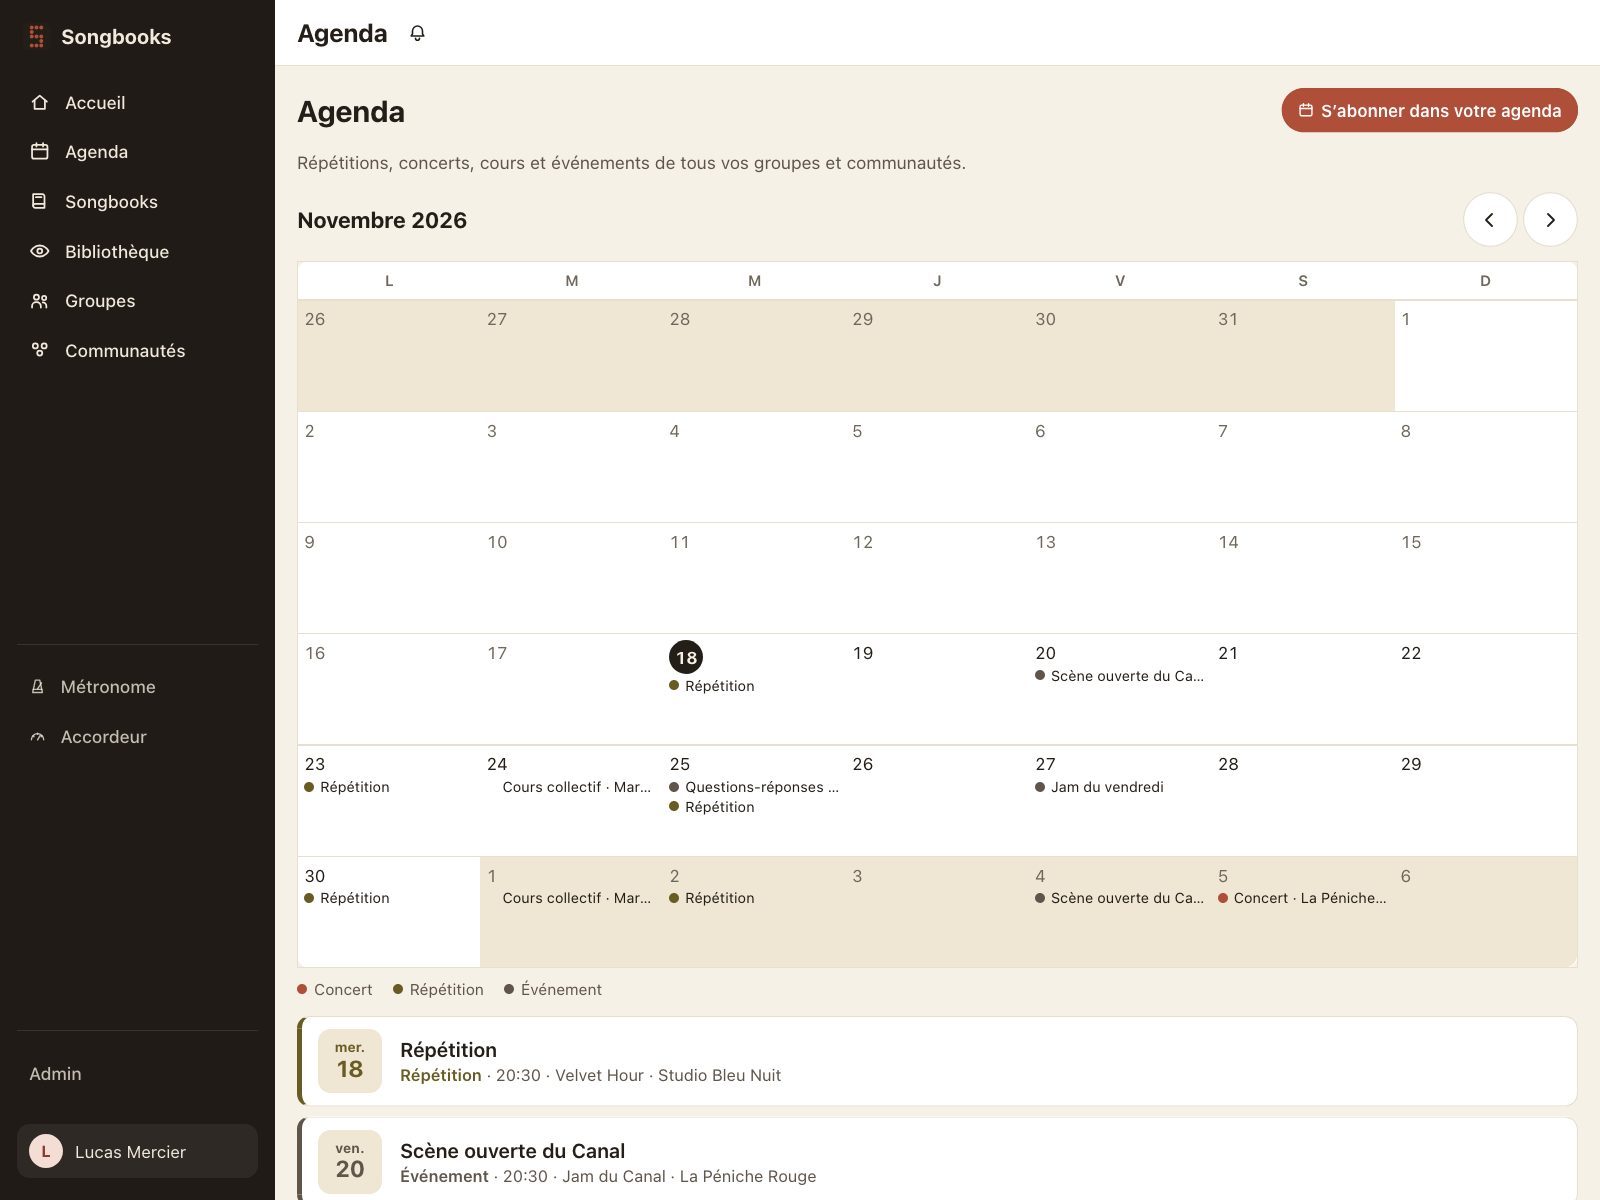 Songbooks
Accueil
Agenda
Songbooks
Bibliothèque
Groupes
Communautés
Métronome
Accordeur
Admin
L
Lucas Mercier
Agenda
Agenda
S’abonner dans votre agenda
Répétitions, concerts, cours et événements de tous vos groupes et communautés.
Novembre 2026
L M M J V S D
26 27 28 29 30 31 1
2 3 4 5 6 7 8
9 10 11 12 13 14 15
16 17 18 19 20 21 22
Répétition Scène ouverte du Ca...
23 24 25 26 27 28 29
Répétition Cours collectif · Mar... Questions-réponses ... Jam du vendredi
Répétition
30 1 2 3 4 5 6
Répétition Cours collectif · Mar... Répétition Scène ouverte du Ca... Concert · La Péniche...
Concert Répétition Événement
mer.
18
Répétition
Répétition · 20:30 · Velvet Hour · Studio Bleu Nuit
ven.
20
Scène ouverte du Canal
Événement · 20:30 · Jam du Canal · La Péniche Rouge